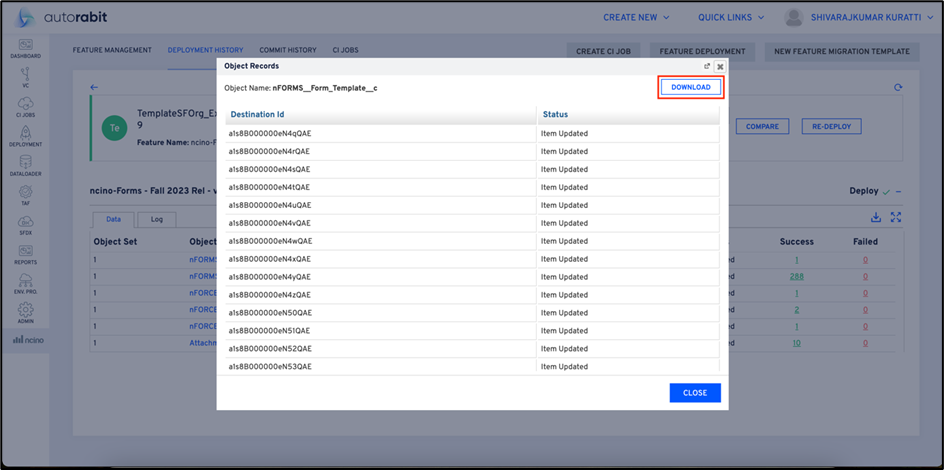 autorabit
CREATE NEW
QUICK LINKS
SHIVARAJKUMAR KURATTI
DASHBOARD
VC
CI JOBS
DEPLOYMENT
DATALOADER
TAF
SFDX
REPORTS
ENV. PRG.
ADMIN
ncino
FEATURE MANAGEMENT
DEPLOYMENT HISTORY
COMMIT HISTORY
CI JOBS
CREATE CI JOB
FEATURE DEPLOYMENT
NEW FEATURE MIGRATION TEMPLATE
Te
TemplateSFOrg_Ex
9
Feature Name: ncino-F
COMPARE
RE-DEPLOY
ncino-Forms - Fall 2023 Rel - v
Deploy
Data
Log
Object Set Object Success Failed
1 nFORMS ed 1 0
1 nFORMS ed 288 0
1 nFORCE ed 1 0
1 nFORCE ed 2 0
1 nFORCE ed 1 0
1 Attachm ed 10 0
Object Records
Object Name: nFORMS__Form_Template__c
DOWNLOAD
Destination Id Status
a1s8B000000eN4qQAE Item Updated
a1s8B000000eN4rQAE Item Updated
a1s8B000000eN4sQAE Item Updated
a1s8B000000eN4tQAE Item Updated
a1s8B000000eN4uQAE Item Updated
a1s8B000000eN4vQAE Item Updated
a1s8B000000eN4wQAE Item Updated
a1s8B000000eN4xQAE Item Updated
a1s8B000000eN4yQAE Item Updated
a1s8B000000eN4zQAE Item Updated
a1s8B000000eN50QAE Item Updated
a1s8B000000eN51QAE Item Updated
a1s8B000000eN52QAE Item Updated
a1s8B000000eN53QAE Item Updated
CLOSE